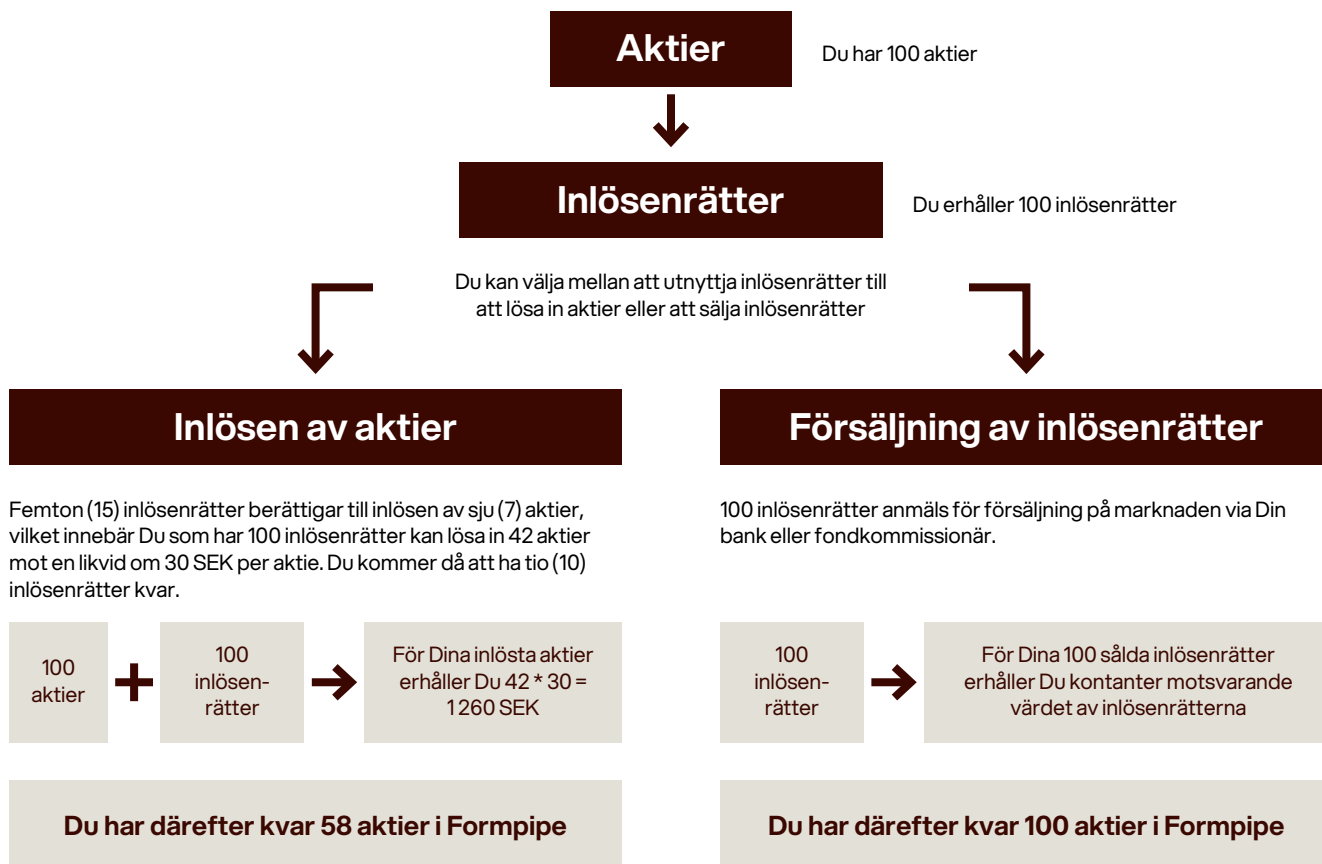 Aktier
Du har 100 aktier
Inlösenrätter
Du erhåller 100 inlösenrätter
Du kan välja mellan att utnyttja inlösenrätter till
att lösa in aktier eller att sälja inlösenrätter
Inlösen av aktier
Femton (15) inlösenrätter berättigar till inlösen av sju (7) aktier,
vilket innebär Du som har 100 inlösenrätter kan lösa in 42 aktier
mot en likvid om 30 SEK per aktie. Du kommer då att ha tio (10)
inlösenrätter kvar.
100
aktier
+
100
inlösen-
rätter
För Dina inlösta aktier
erhåller Du 42 * 30 =
1 260 SEK
Du har därefter kvar 58 aktier i Formpipe
Försäljning av inlösenrätter
100 inlösenrätter anmäls för försäljning på marknaden via Din
bank eller fondkommissionär.
100
inlösen-
rätter
För Dina 100 sålda inlösenrätter
erhåller Du kontanter motsvarande
värdet av inlösenrätterna
Du har därefter kvar 100 aktier i Formpipe